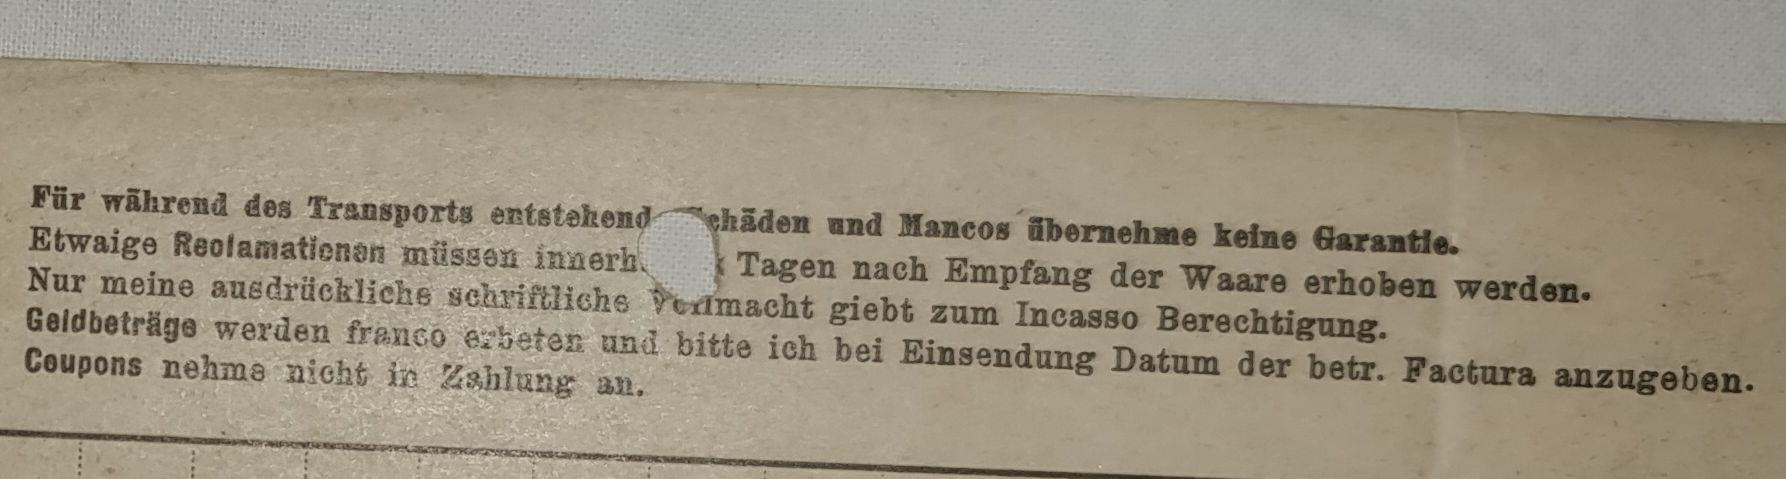 Für während des Transports entstehende Schäden und Mancos übernehme keine Garantie.
Etwaige Reclamationen müssen innerh. Tagen nach Empfang der Waare erhoben werden.
Nur meine ausdrückliche schriftliche Vollmacht giebt zum Incasso Berechtigung.
Geldbeträge werden franco erbeten und bitte ich bei Einsendung Datum der betr. Factura anzugeben.
Coupons nehme nicht in Zahlung an.